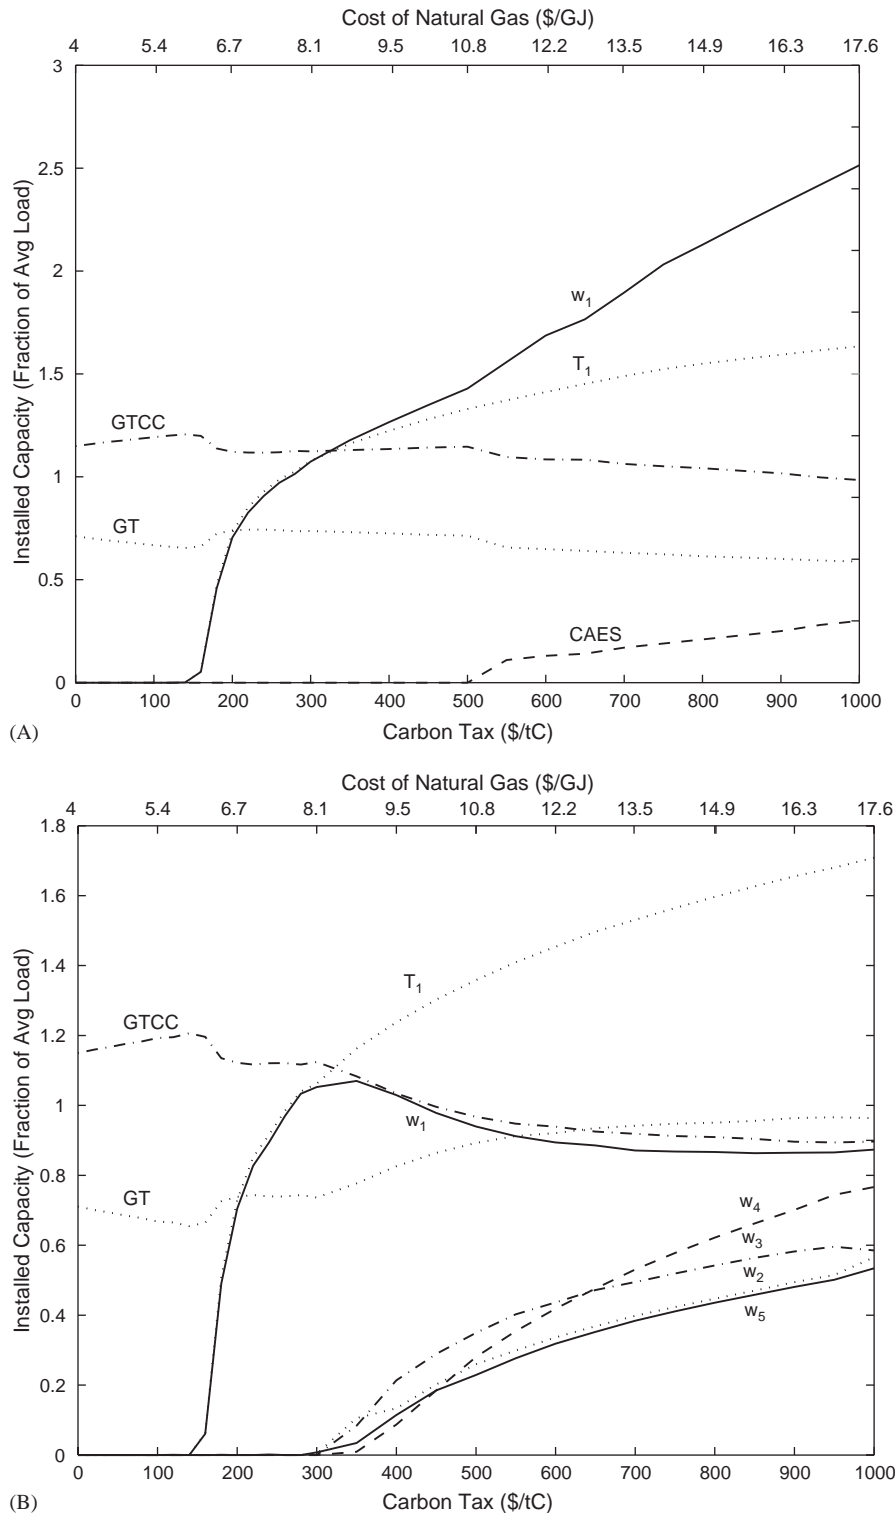 Cost of Natural Gas ($/GJ)
4 5.4 6.7 8.1 9.5 10.8 12.2 13.5 14.9 16.3 17.6
3
2.5
2
1.5
1
0.5
0
Installed Capacity (Fraction of Avg Load)
w1
T1
GTCC
GT
CAES
0 100 200 300 400 500 600 700 800 900 1000
(A) Carbon Tax ($/tC)
Cost of Natural Gas ($/GJ)
4 5.4 6.7 8.1 9.5 10.8 12.2 13.5 14.9 16.3 17.6
1.8
1.6
1.4
1.2
1
0.8
0.6
0.4
0.2
0
Installed Capacity (Fraction of Avg Load)
T1
GTCC
w1
GT
w4
w3
w2
w5
0 100 200 300 400 500 600 700 800 900 1000
(B) Carbon Tax ($/tC)